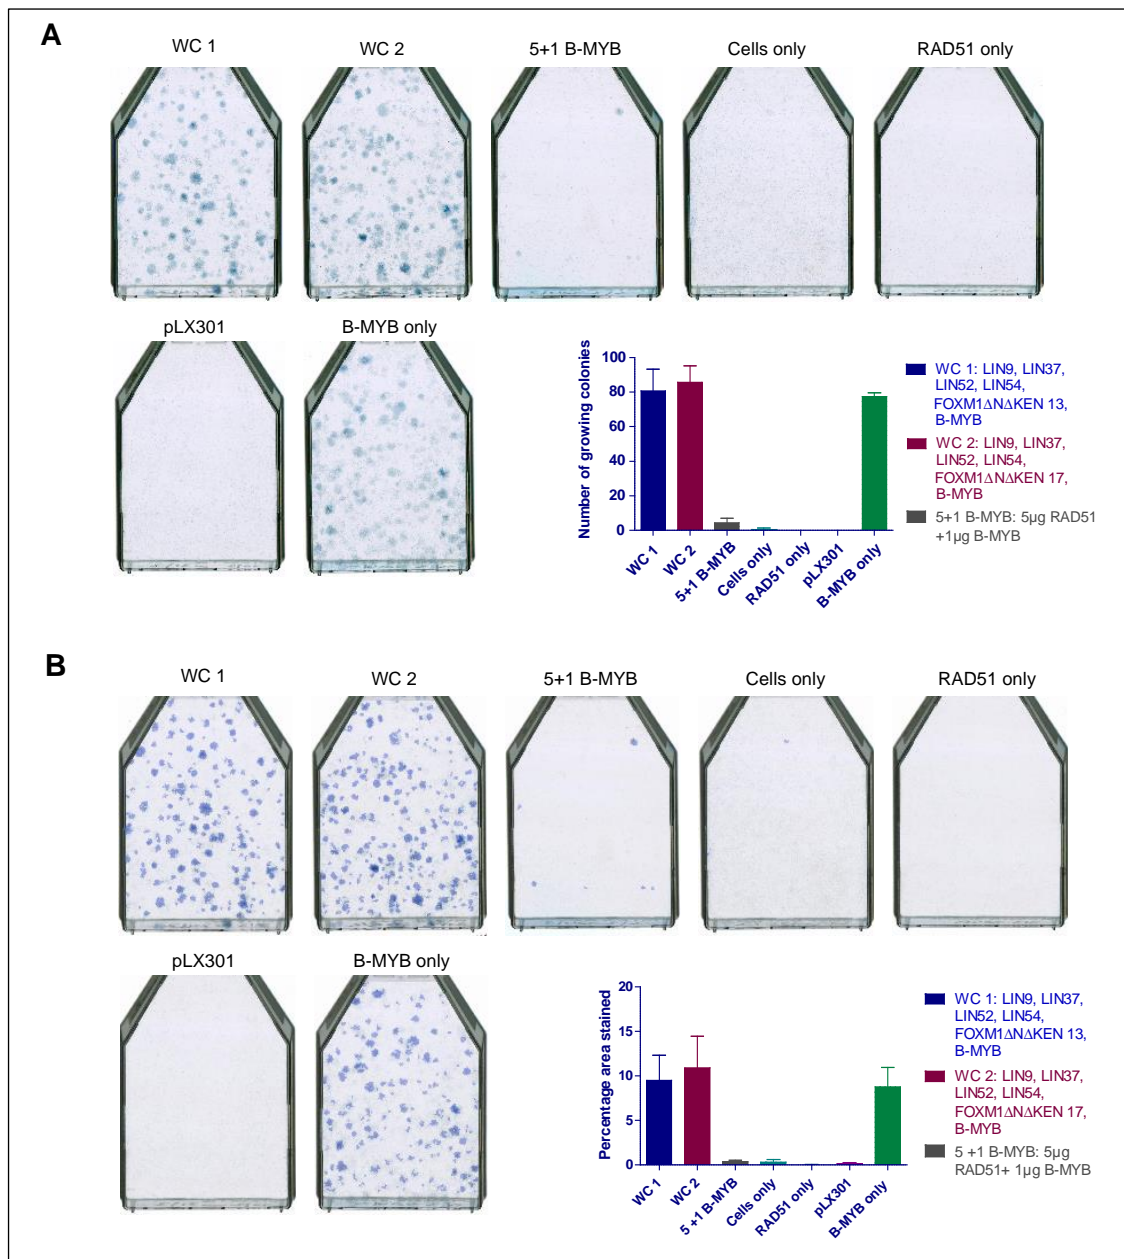 A
WC 1
WC 2
5+1 B-MYB
Cells only
RAD51 only
pLX301
B-MYB only
Number of growing colonies
100
80
60
40
20
0
WC 1
WC 2
5+1 B-MYB
Cells only
RAD51 only
pLX301
B-MYB only
WC 1: LIN9, LIN37,
LIN52, LIN54,
FOXM1ΔNΔKEN 13,
B-MYB
WC 2: LIN9, LIN37,
LIN52, LIN54,
FOXM1ΔNΔKEN 17,
B-MYB
5+1 B-MYB: 5µg RAD51
+1µg B-MYB
B
WC 1
WC 2
5+1 B-MYB
Cells only
RAD51 only
pLX301
B-MYB only
Percentage area stained
20
15
10
5
0
WC 1
WC 2
5 +1 B-MYB
Cells only
RAD51 only
pLX301
B-MYB only
WC 1: LIN9, LIN37,
LIN52, LIN54,
FOXM1ΔNΔKEN 13,
B-MYB
WC 2: LIN9, LIN37,
LIN52, LIN54,
FOXM1ΔNΔKEN 17,
B-MYB
5 +1 B-MYB: 5µg
RAD51+ 1µg B-MYB